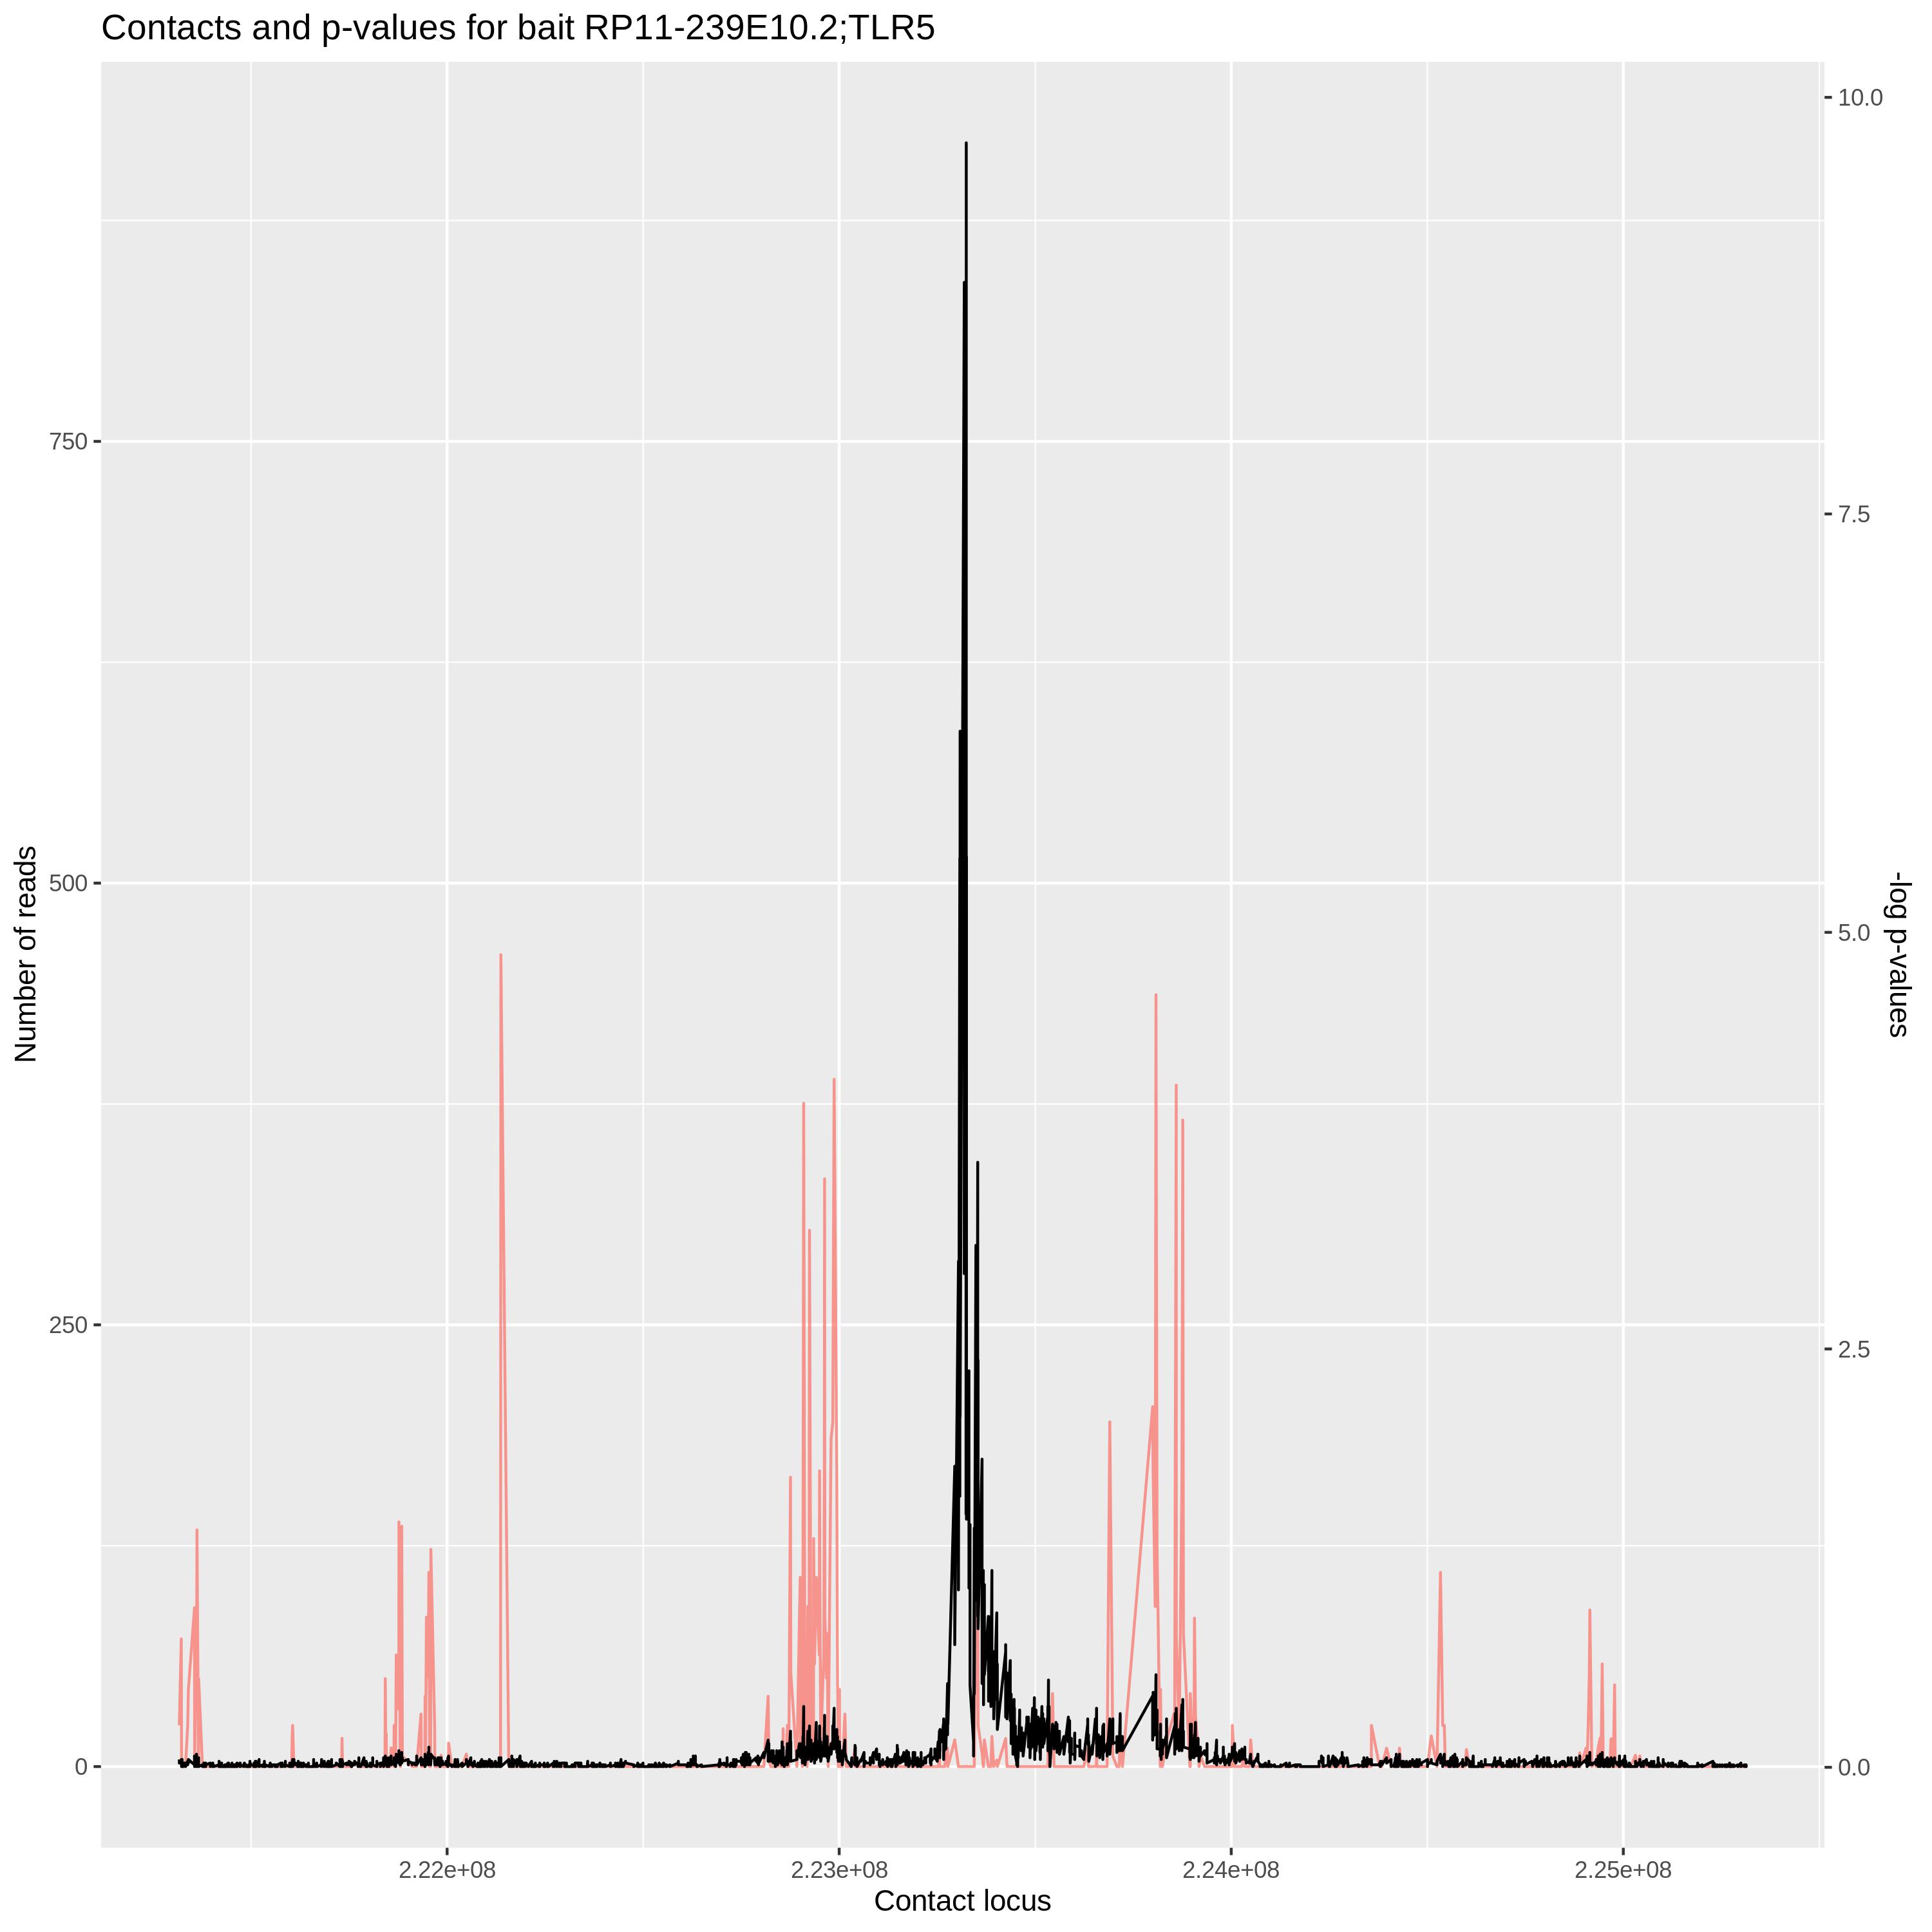 Contacts and p-values for bait RP11-239E10.2;TLR5
10.0
750
7.5
Number of reads
500
5.0
-log p-values
250
2.5
0
0.0
2.22e+08
2.23e+08
2.24e+08
2.25e+08
Contact locus